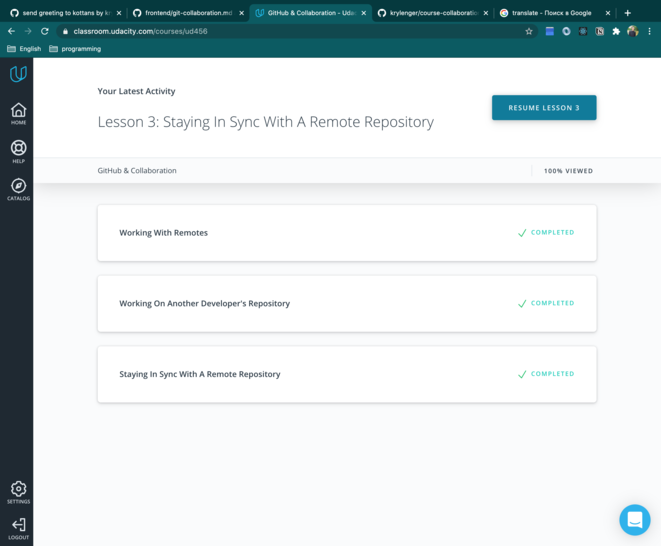 send greeting to kottans by kr
frontend/git-collaboration.md
GitHub & Collaboration - Uda
krylenger/course-collaboration
translate - Поиск в Google
classroom.udacity.com/courses/ud456
English
programming
HOME
HELP
CATALOG
SETTINGS
LOGOUT
Your Latest Activity
Lesson 3: Staying In Sync With A Remote Repository
RESUME LESSON 3
GitHub & Collaboration
100% VIEWED
Working With Remotes
COMPLETED
Working On Another Developer's Repository
COMPLETED
Staying In Sync With A Remote Repository
COMPLETED